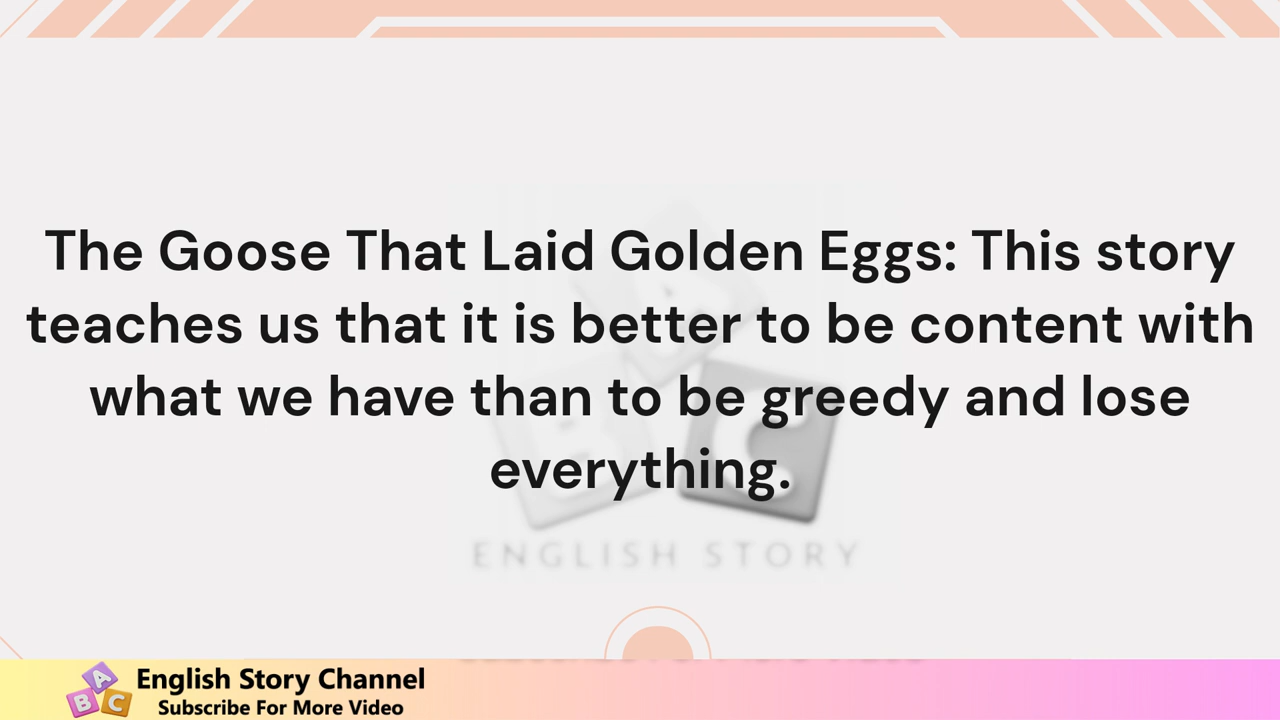 The Goose That Laid Golden Eggs: This story
teaches us that it is better to be content with
what we have than to be greedy and lose
everything.
ENGLISH STORY
A
B
C
English Story Channel
Subscribe For More Video